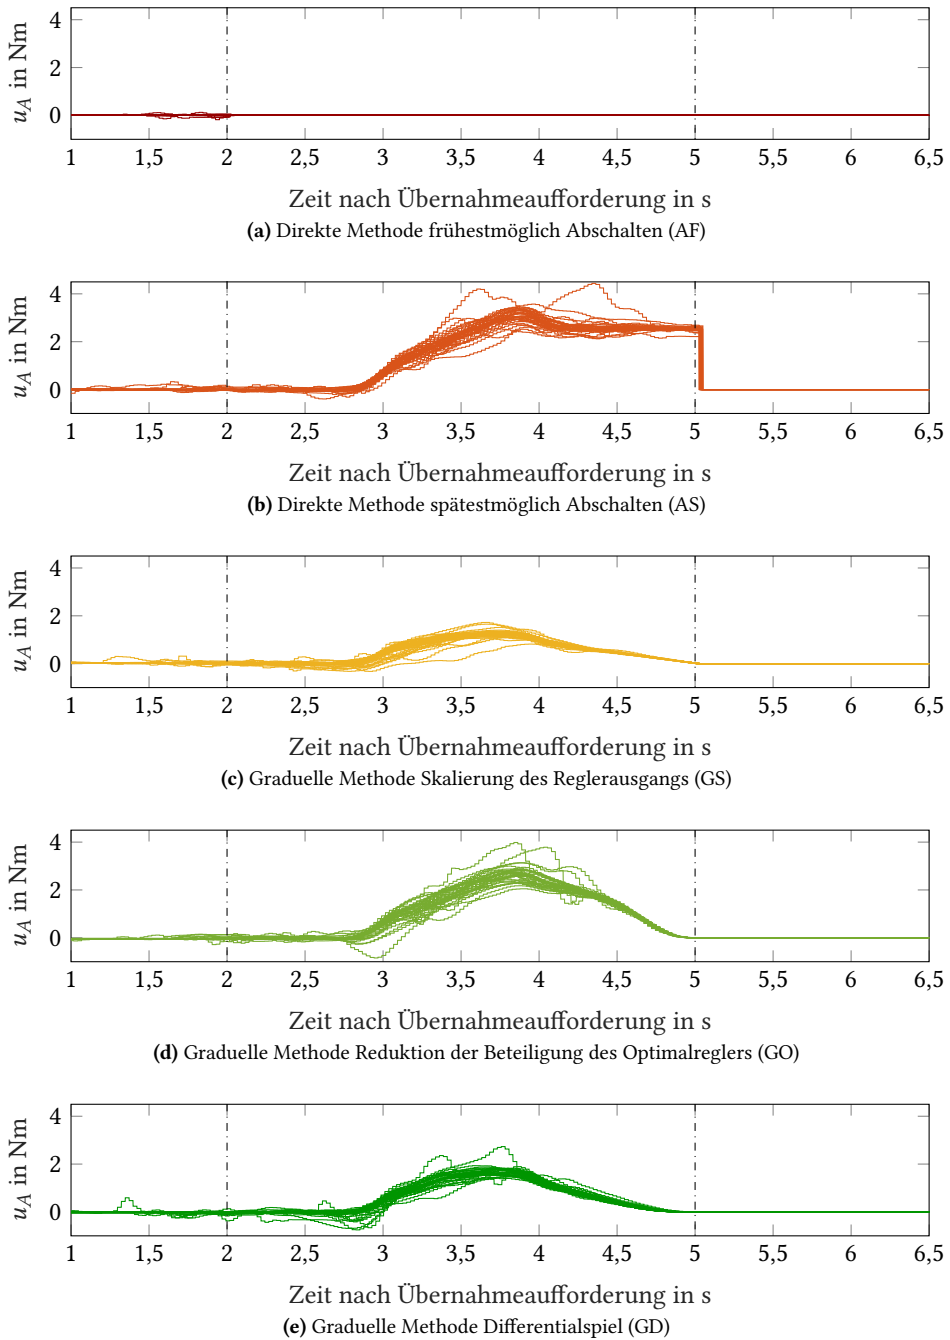 4
2
0
u_A in Nm
1 1,5 2 2,5 3 3,5 4 4,5 5 5,5 6 6,5
Zeit nach Übernahmeaufforderung in s
(a) Direkte Methode frühestmöglich Abschalten (AF)
4
2
0
u_A in Nm
1 1,5 2 2,5 3 3,5 4 4,5 5 5,5 6 6,5
Zeit nach Übernahmeaufforderung in s
(b) Direkte Methode spätestmöglich Abschalten (AS)
4
2
0
u_A in Nm
1 1,5 2 2,5 3 3,5 4 4,5 5 5,5 6 6,5
Zeit nach Übernahmeaufforderung in s
(c) Graduelle Methode Skalierung des Reglerausgangs (GS)
4
2
0
u_A in Nm
1 1,5 2 2,5 3 3,5 4 4,5 5 5,5 6 6,5
Zeit nach Übernahmeaufforderung in s
(d) Graduelle Methode Reduktion der Beteiligung des Optimalreglers (GO)
4
2
0
u_A in Nm
1 1,5 2 2,5 3 3,5 4 4,5 5 5,5 6 6,5
Zeit nach Übernahmeaufforderung in s
(e) Graduelle Methode Differentialspiel (GD)